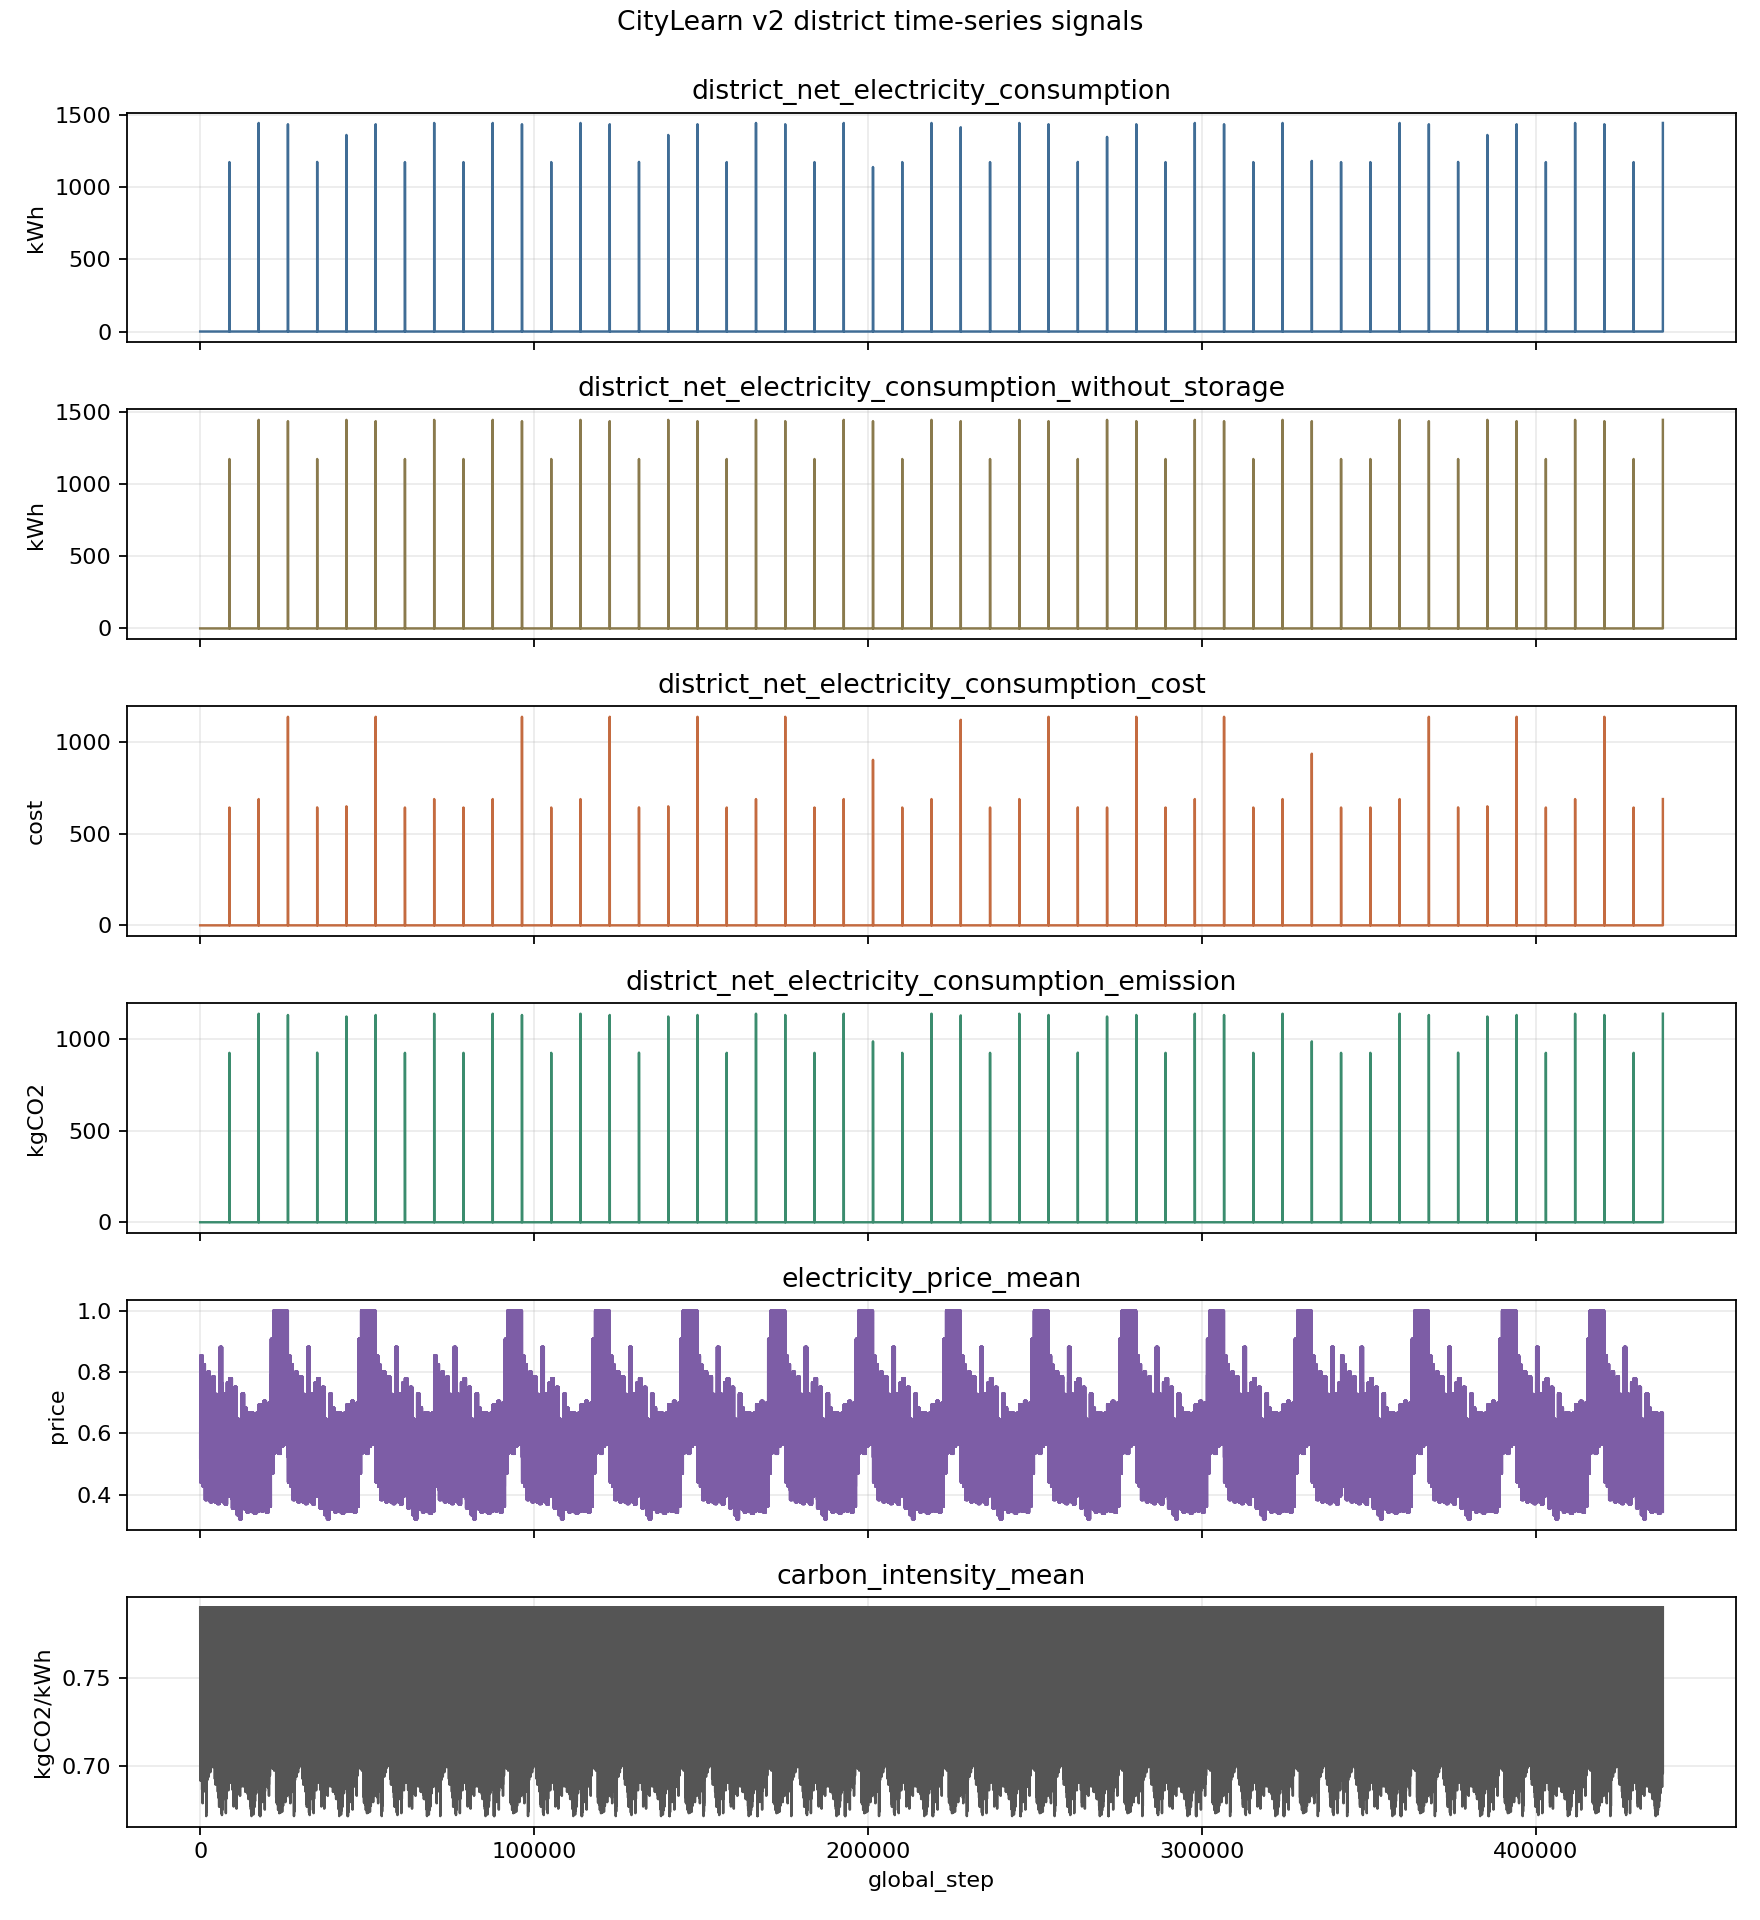 CityLearn v2 district time-series signals
district_net_electricity_consumption
1500
1000
500
0
kWh
district_net_electricity_consumption_without_storage
1500
1000
500
0
kWh
district_net_electricity_consumption_cost
1000
500
0
cost
district_net_electricity_consumption_emission
1000
500
0
kgCO2
electricity_price_mean
1.0
0.8
0.6
0.4
price
carbon_intensity_mean
0.75
0.70
kgCO2/kWh
0 100000 200000 300000 400000
global_step